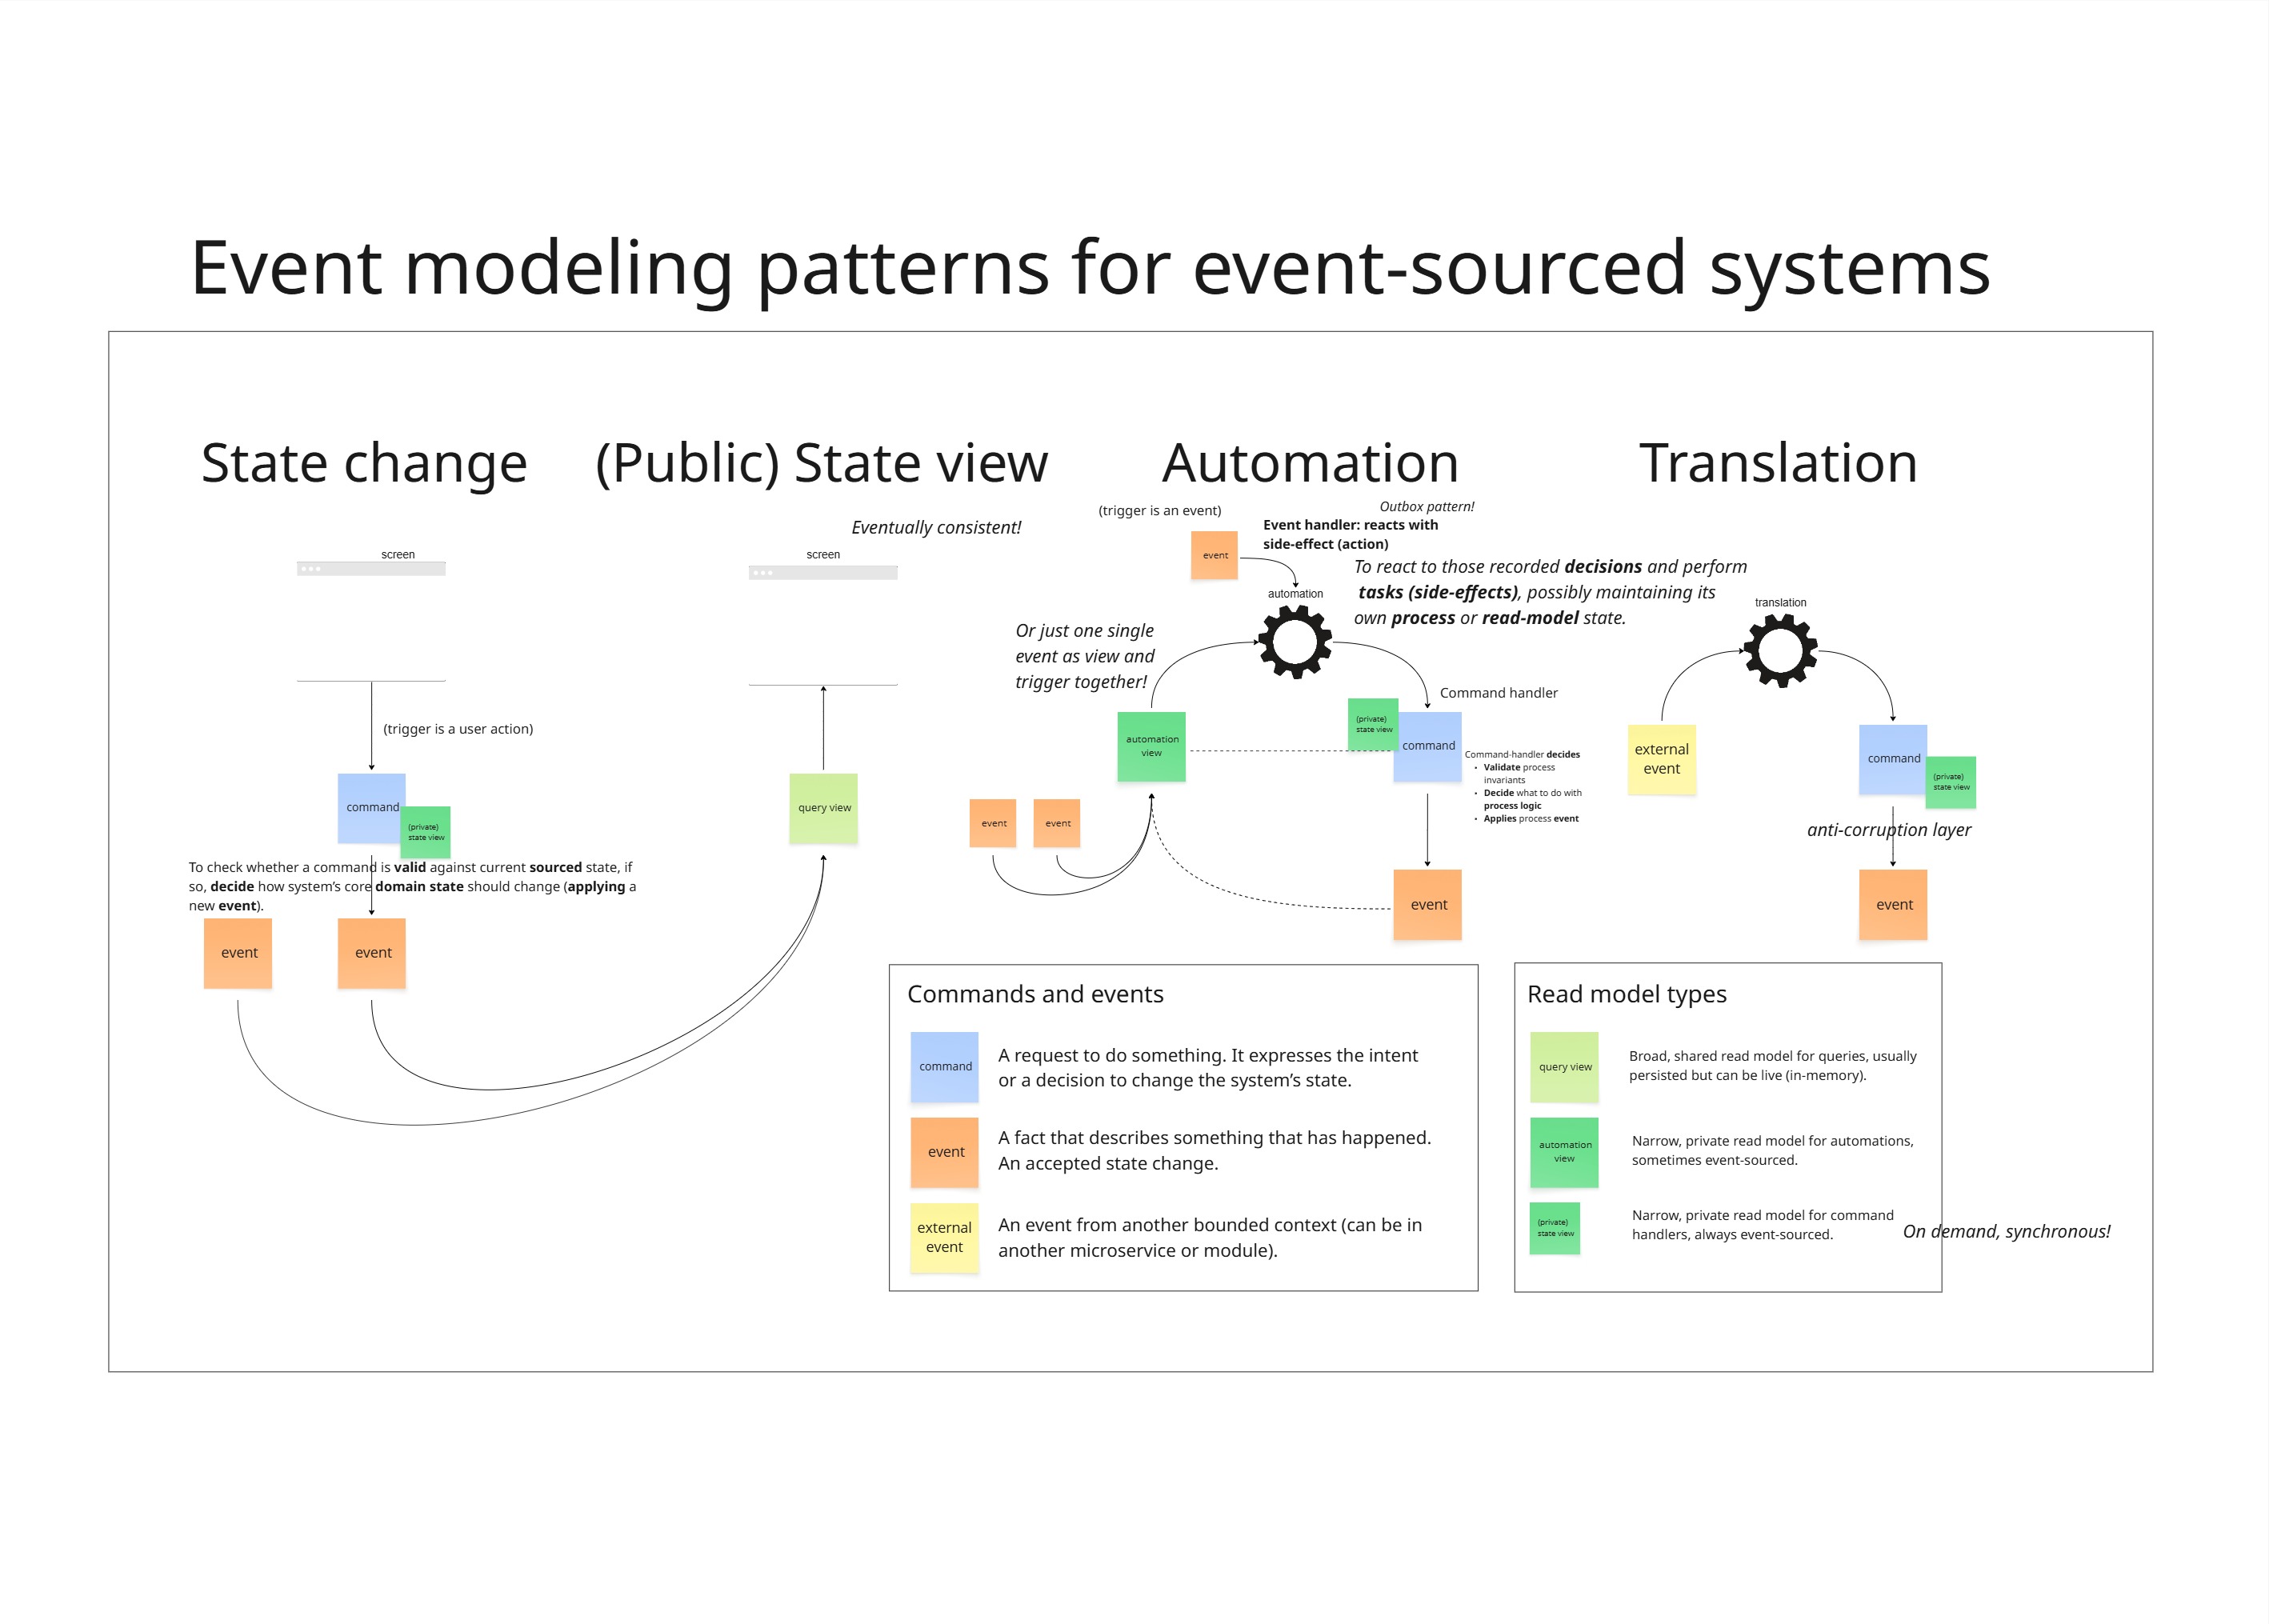 Event modeling patterns for event-sourced systems
State change
(Public) State view
Automation
Translation
screen
(trigger is a user action)
command
(private)
state view
To check whether a command is valid against current sourced state, if
so, decide how system's core domain state should change (applying a
new event).
event
event
Eventually consistent!
screen
query view
(trigger is an event)
Outbox pattern!
event
Event handler: reacts with
side-effect (action)
To react to those recorded decisions and perform
tasks (side-effects), possibly maintaining its
own process or read-model state.
automation
Or just one single
event as view and
trigger together!
automation
view
event
event
Command handler
(private)
state view
command
Command-handler decides
• Validate process
invariants
• Decide what to do with
process logic
• Applies process event
event
translation
external
event
command
(private)
state view
anti-corruption layer
event
Commands and events
command
A request to do something. It expresses the intent
or a decision to change the system's state.
event
A fact that describes something that has happened.
An accepted state change.
external
event
An event from another bounded context (can be in
another microservice or module).
Read model types
query view
Broad, shared read model for queries, usually
persisted but can be live (in-memory).
automation
view
Narrow, private read model for automations,
sometimes event-sourced.
(private)
state view
Narrow, private read model for command
handlers, always event-sourced.
On demand, synchronous!